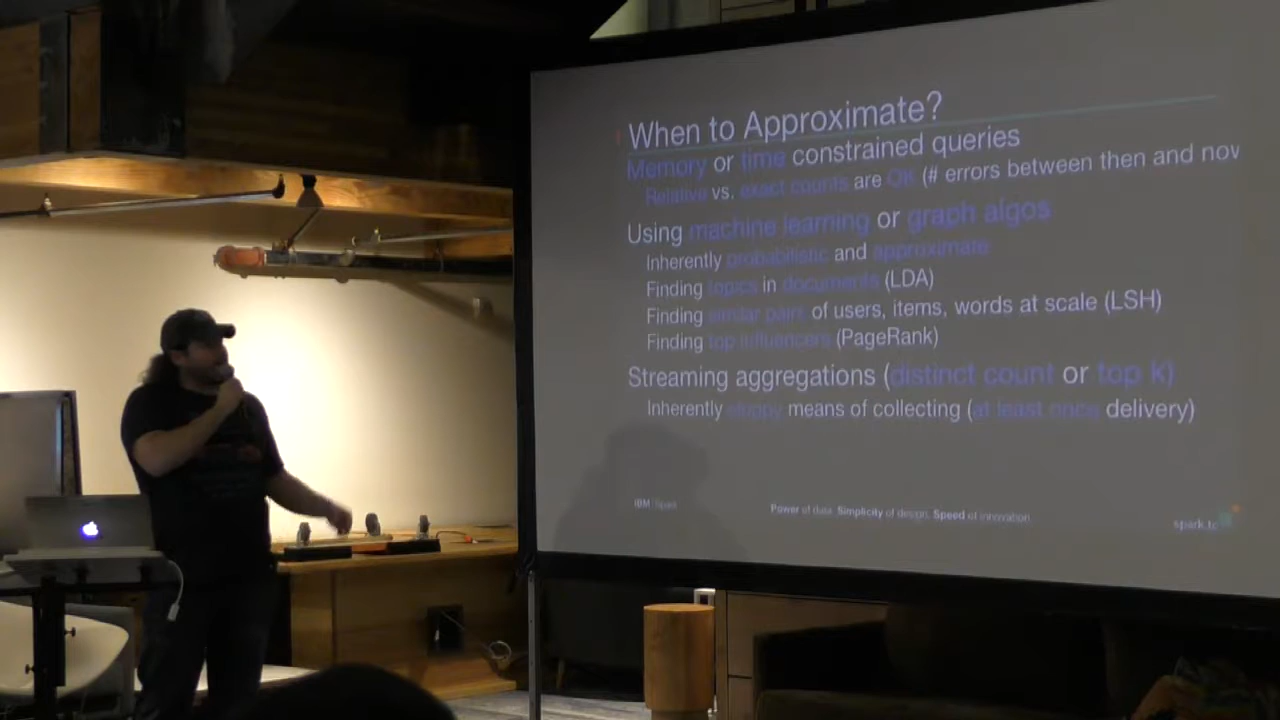 When to Approximate?
Memory or time constrained queries
Relative vs. exact counts are OK (# errors between then and nov
Using machine learning or graph algos
Inherently probabilistic and approximate
Finding topics in documents (LDA)
Finding similar pairs of users, items, words at scale (LSH)
Finding top influencers (PageRank)
Streaming aggregations (distinct count or top k)
Inherently sloppy means of collecting (at least once delivery)
IBM Spark
Power of data. Simplicity of design. Speed of innovation.
spark.tc